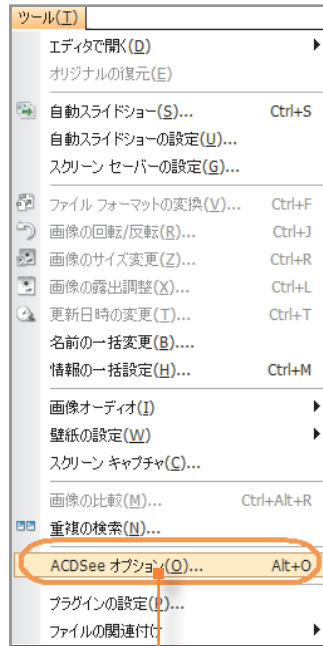 ツール(T)
エディタで開く(D)
オリジナルの復元(E)
自動スライドショー(S)... Ctrl+S
自動スライドショーの設定(U)...
スクリーン セーバーの設定(G)...
ファイル フォーマットの変換(V)... Ctrl+F
画像の回転/反転(R)... Ctrl+J
画像のサイズ変更(Z)... Ctrl+R
画像の露出調整(X)... Ctrl+L
更新日時の変更(T)... Ctrl+T
名前の一括変更(B)....
情報の一括設定(H)... Ctrl+M
画像オーディオ(I)
壁紙の設定(W)
スクリーン キャプチャ(C)...
画像の比較(M)... Ctrl+Alt+R
重複の検索(N)...
ACDSee オプション(O)... Alt+O
プラグインの設定(P)...
ファイルの関連付け